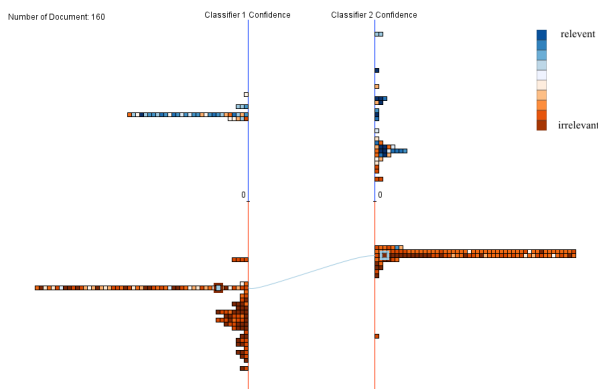 Number of Document: 160
Classifier 1 Confidence
Classifier 2 Confidence
relevent
irrelevant
0
0